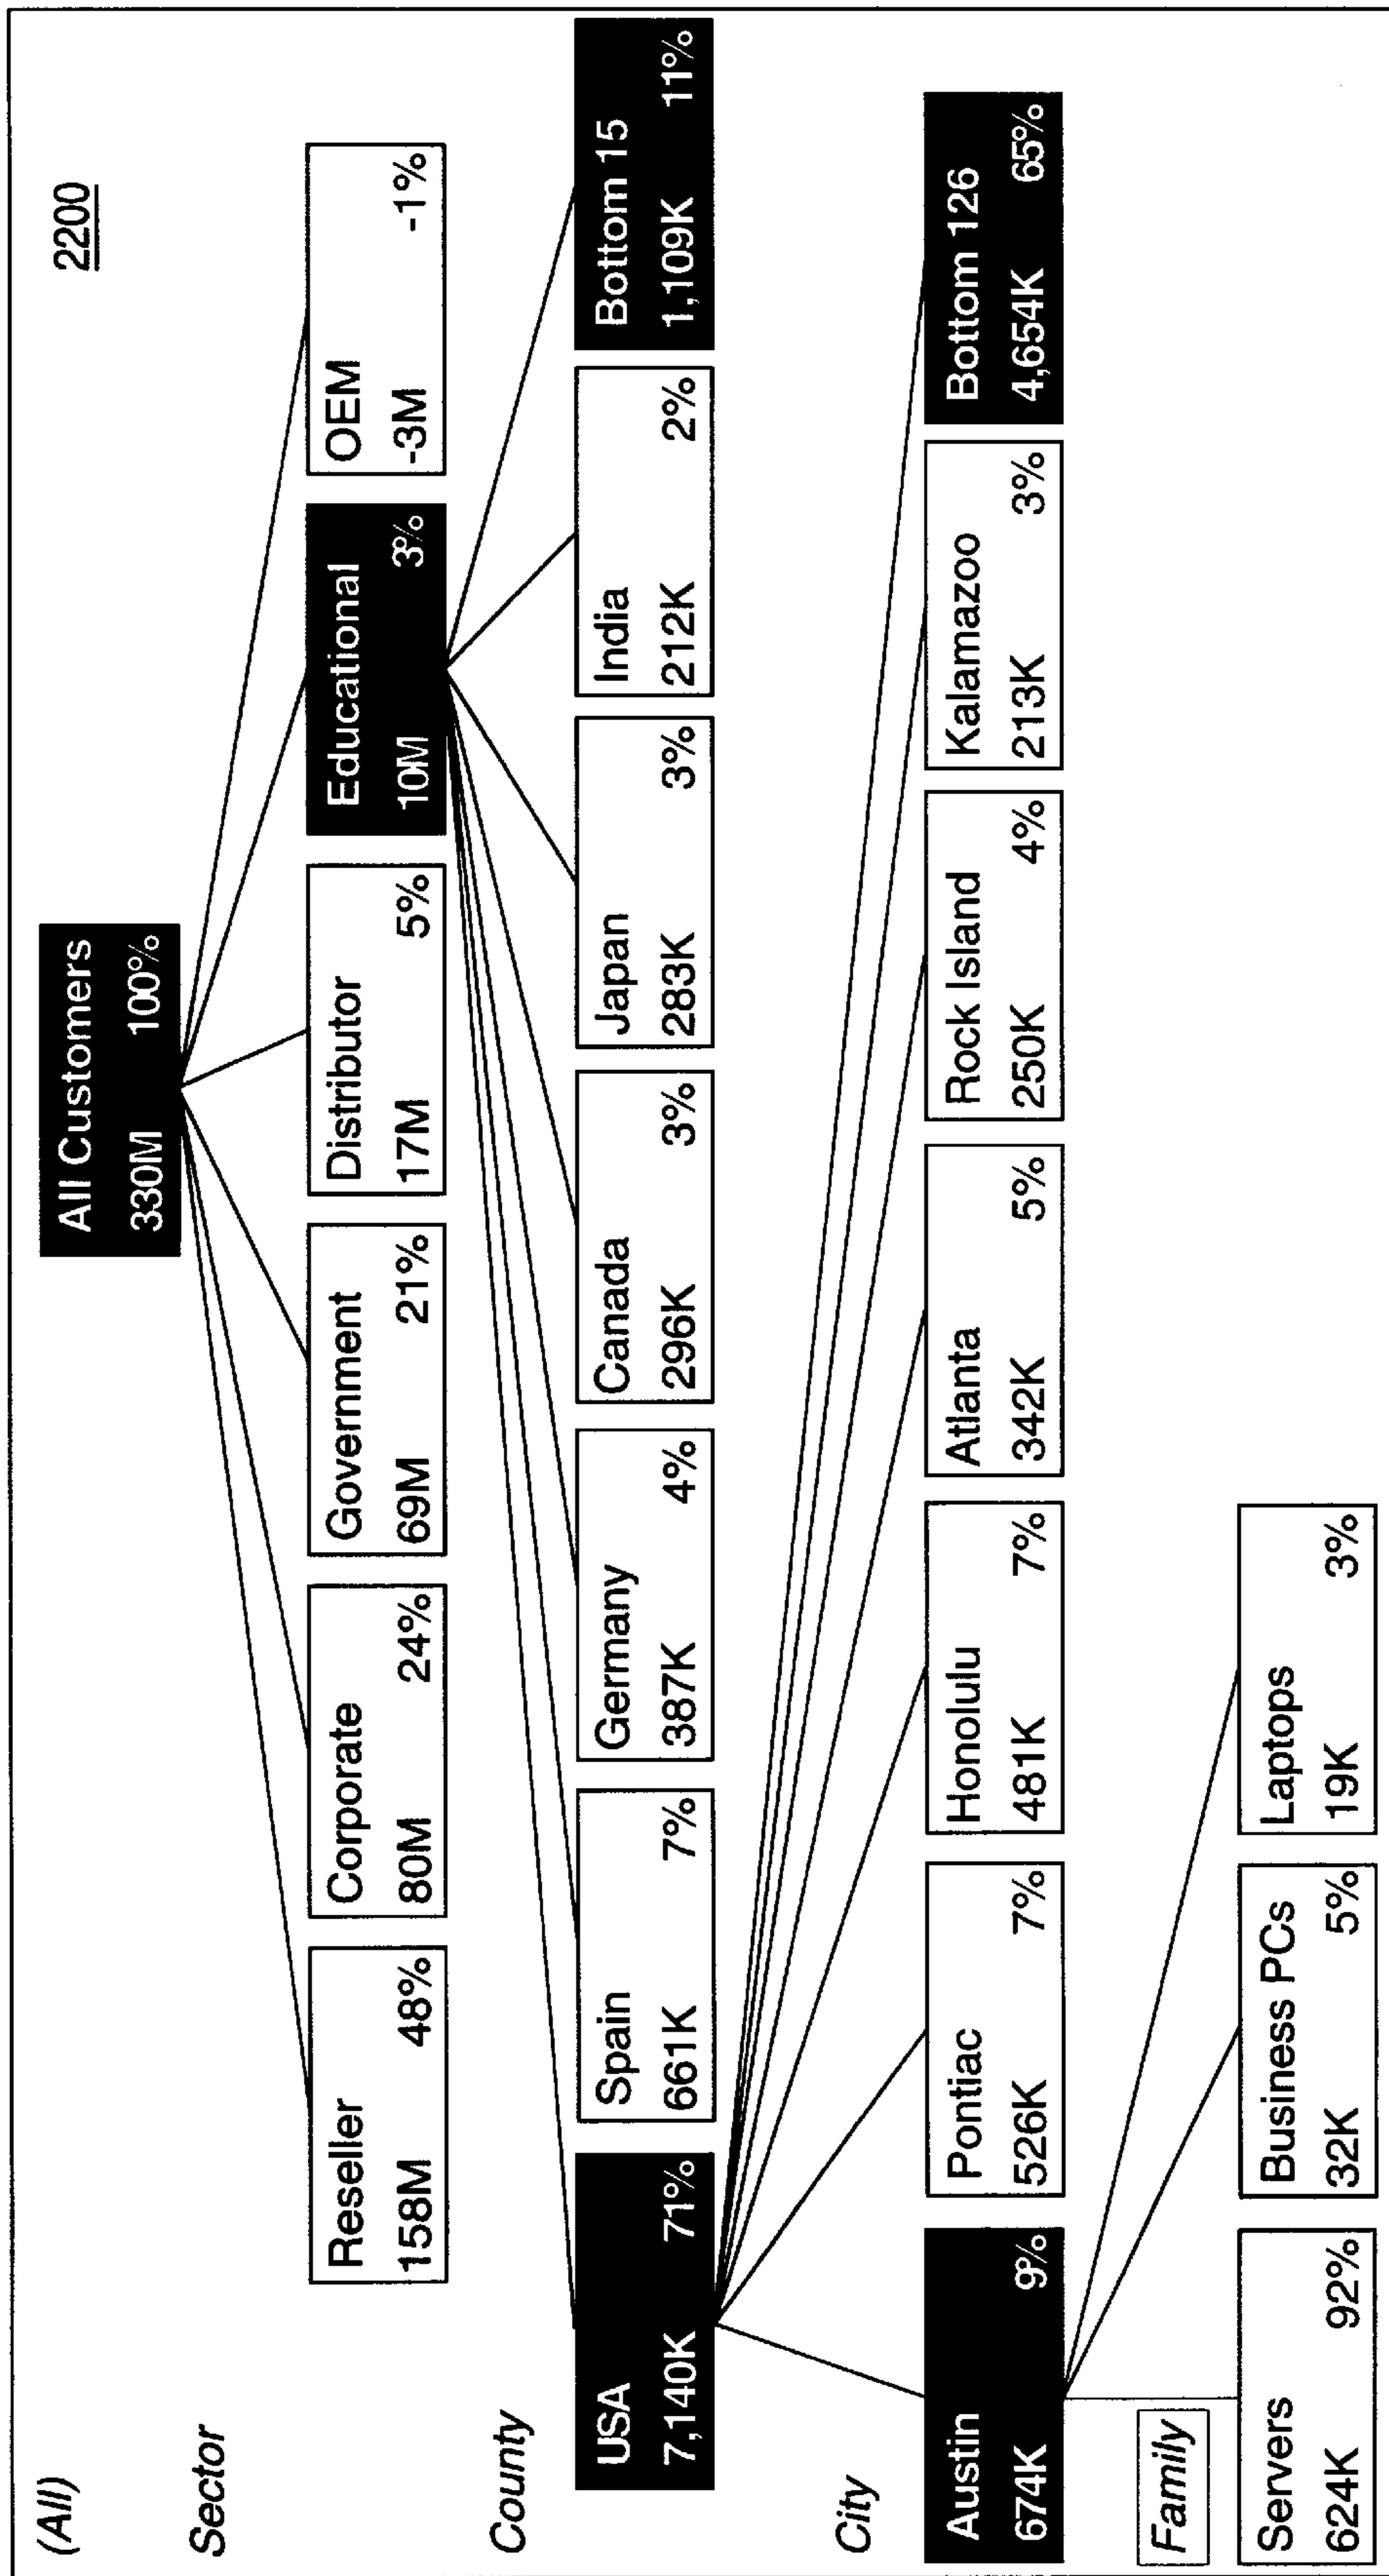 2200
(All)
All Customers
330M 100%
Sector
Reseller
158M 48%
Corporate
80M 24%
Government
69M 21%
Distributor
17M 5%
Educational
10M 3%
OEM
-3M -1%
County
USA
7,140K 71%
Spain
661K 7%
Germany
387K 4%
Canada
296K 3%
Japan
283K 3%
India
212K 2%
Bottom 15
1,109K 11%
City
Austin
674K 9%
Pontiac
526K 7%
Honolulu
481K 7%
Atlanta
342K 5%
Rock Island
250K 4%
Kalamazoo
213K 3%
Bottom 126
4,654K 65%
Family
Servers
624K 92%
Business PCs
32K 5%
Laptops
19K 3%